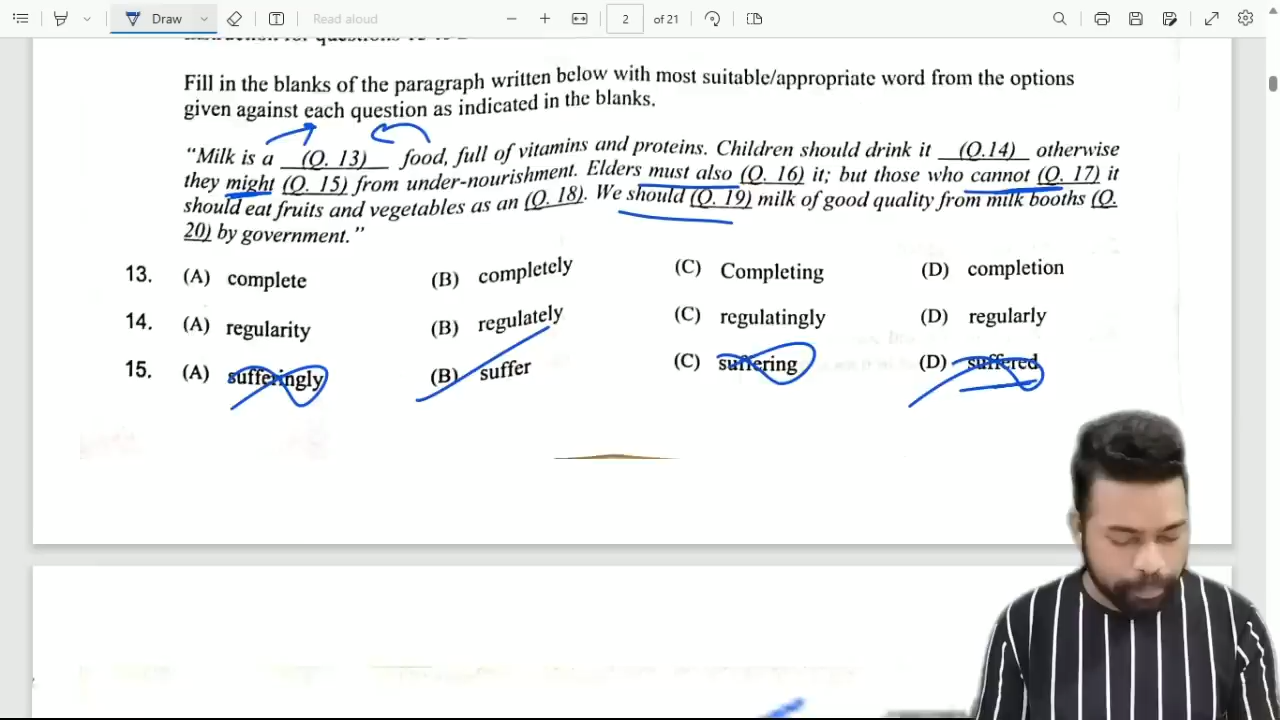 Draw
Read aloud
2
of 21
Fill in the blanks of the paragraph written below with most suitable/appropriate word from the options
given against each question as indicated in the blanks.
"Milk is a (Q. 13) food, full of vitamins and proteins. Children should drink it (Q.14) otherwise
they might (Q. 15) from under-nourishment. Elders must also (Q. 16) it; but those who cannot (Q. 17) it
should eat fruits and vegetables as an (Q. 18). We should (Q. 19) milk of good quality from milk booths (Q.
20) by government."
13. (A) complete (B) completely (C) Completing (D) completion
14. (A) regularity (B) regulately (C) regulatingly (D) regularly
15. (A) sufferingly (B) suffer (C) suffering (D) suffered